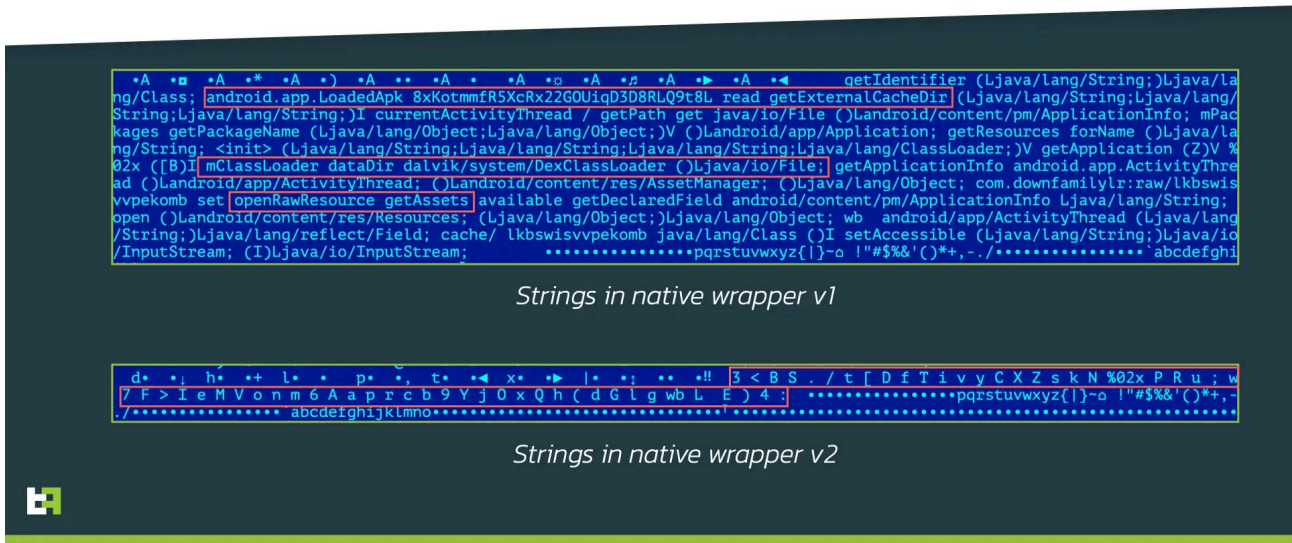 •A •◘ •A •* •A •) •A •• •A • •A •☼ •A •♬ •A •► •A •◄ getIdentifier (Ljava/lang/String;)Ljava/la
ng/Class; android.app.LoadedApk 8xKotmmfR5XcRx22GOUiqD3D8RLQ9t8L read getExternalCacheDir (Ljava/lang/String;Ljava/lang/
String;Ljava/lang/String;)I currentActivityThread / getPath get java/io/File ()Landroid/content/pm/ApplicationInfo; mPac
kages getPackageName (Ljava/lang/Object;Ljava/lang/Object;)V ()Landroid/app/Application; getResources forName ()Ljava/la
ng/String; <init> (Ljava/lang/String;Ljava/lang/String;Ljava/lang/String;Ljava/lang/ClassLoader;)V getApplication (Z)V %
02x ([B)I mClassLoader dataDir dalvik/system/DexClassLoader ()Ljava/io/File; getApplicationInfo android.app.ActivityThre
ad ()Landroid/app/ActivityThread; ()Landroid/content/res/AssetManager; ()Ljava/lang/Object; com.downfamilylr:raw/lkbswis
vvpekomb set openRawResource getAssets available getDeclaredField android/content/pm/ApplicationInfo Ljava/lang/String;
open ()Landroid/content/res/Resources; (Ljava/lang/Object;)Ljava/lang/Object; wb android/app/ActivityThread (Ljava/lang
/String;)Ljava/lang/reflect/Field; cache/ lkbswisvvpekomb java/lang/Class ()I setAccessible (Ljava/lang/String;)Ljava/io
/InputStream; (I)Ljava/io/InputStream; ••••••••••••••••pqrstuvwxyz{|}~⌂ !"#$%&'()*+,-./••••••••••••••••`abcdefghi
Strings in native wrapper v1
d• •↓ h• •+ l• • p• •, t• •◄ x• •► |• •↕ •• •‼ 3 < B S . / t [ D f T i v y C X Z s k N %02x P R u ; w
7 F > I e M V o n m 6 A a p r c b 9 Y j O x Q h ( d G l g wb L E ) 4 : ••••••••••••••••pqrstuvwxyz{|}~⌂ !"#$%&'()*+,-
./••••••••••••••••`abcdefghijklmno••••••••••••••••••••••••••••••••⸆••••••••••••••••••••••••••••••••••••••••••••••••
Strings in native wrapper v2